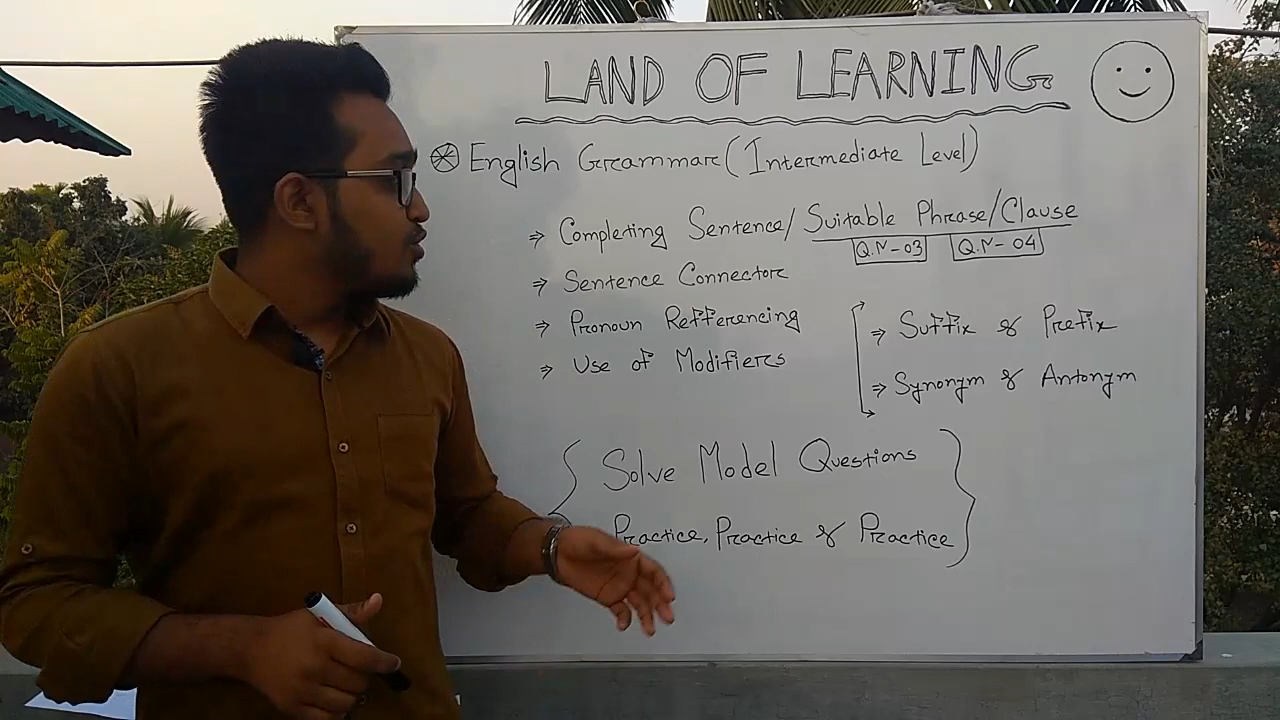 LAND OF LEARNING
English Grammar (Intermediate Level)
⇒ Completing Sentence/Suitable Phrase/Clause
Q.N-03 Q.N-04
⇒ Sentence Connector
⇒ Pronoun Refferencing
⇒ Use of Modifiers
⇒ Suffix & Prefix
⇒ Synonym & Antonym
Solve Model Questions
Practice, Practice & Practice